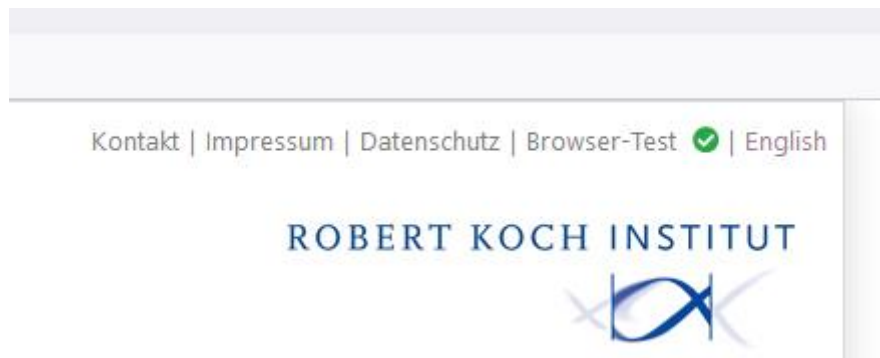 Kontakt | Impressum | Datenschutz | Browser-Test | English
ROBERT KOCH INSTITUT